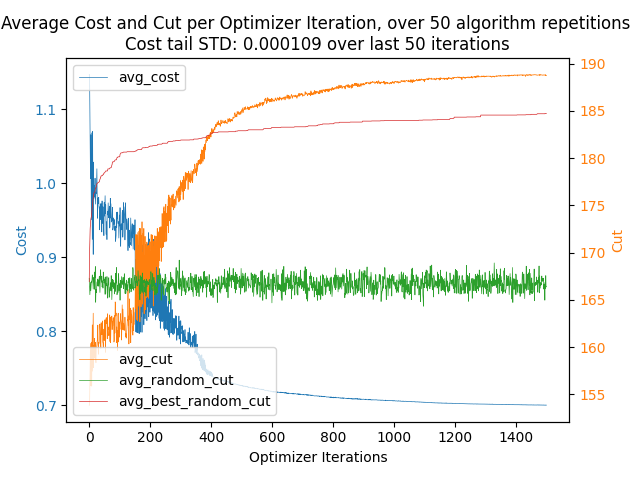 Average Cost and Cut per Optimizer Iteration, over 50 algorithm repetitions
Cost tail STD: 0.000109 over last 50 iterations
avg_cost
1.1
1.0
0.9
0.8
0.7
Cost
190
185
180
175
170
165
160
155
Cut
avg_cut
avg_random_cut
avg_best_random_cut
0 200 400 600 800 1000 1200 1400
Optimizer Iterations